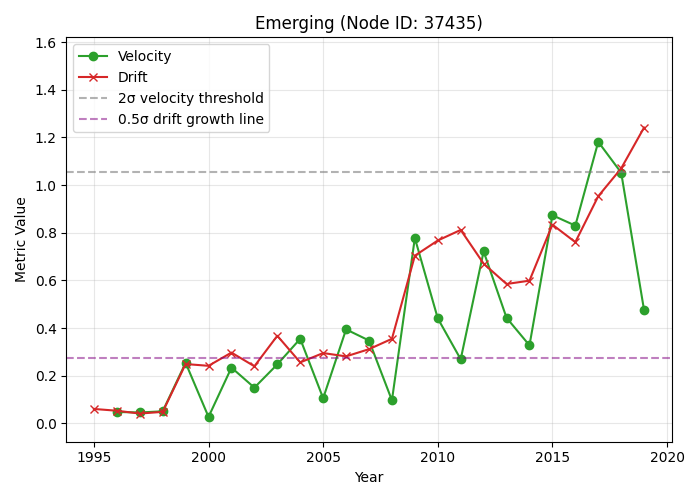 Emerging (Node ID: 37435)
Velocity
Drift
2σ velocity threshold
0.5σ drift growth line
Metric Value
1.6
1.4
1.2
1.0
0.8
0.6
0.4
0.2
0.0
1995
2000
2005
2010
2015
2020
Year